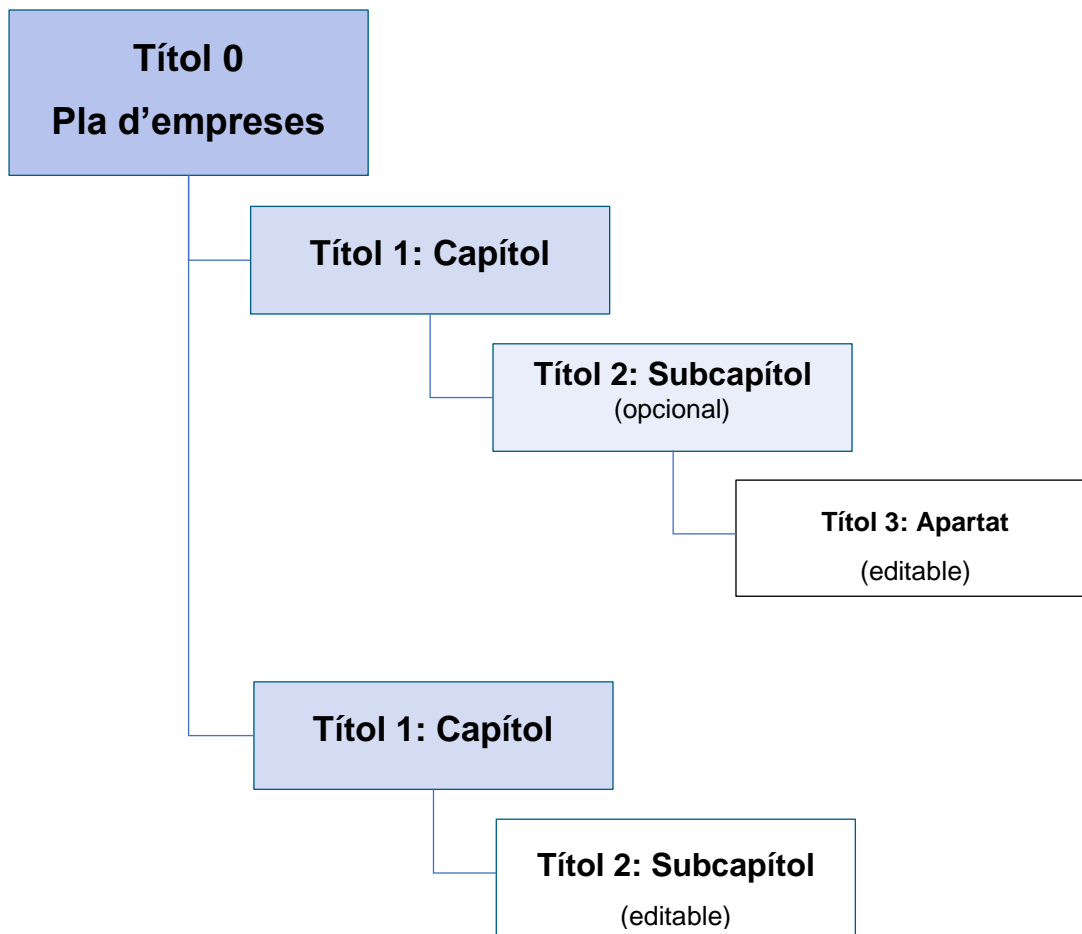 Títol 0
Pla d’empreses
Títol 1: Capítol
Títol 2: Subcapítol
(opcional)
Títol 3: Apartat
(editable)
Títol 1: Capítol
Títol 2: Subcapítol
(editable)